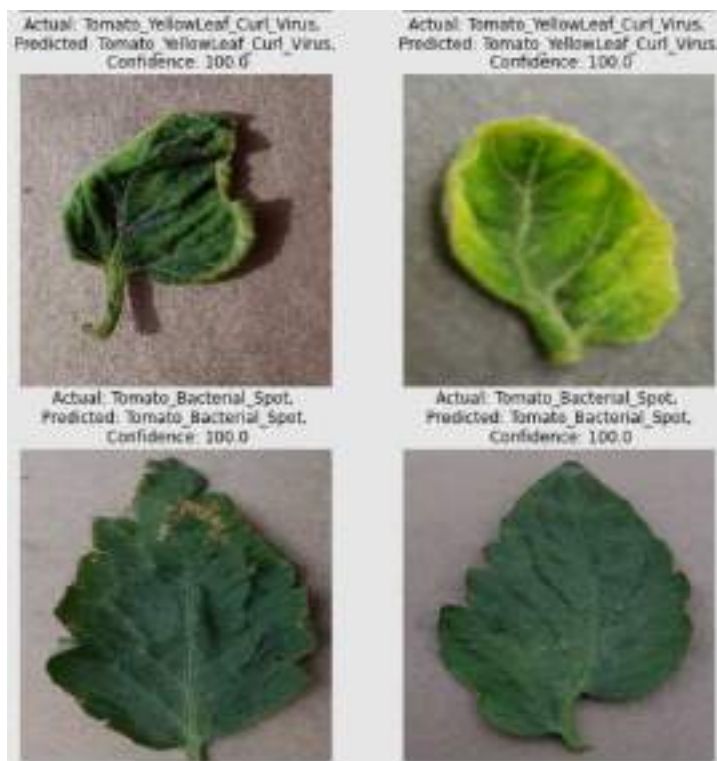 Actual: Tomato_YellowLeaf_Curl_Virus,
Predicted: Tomato_YellowLeaf_Curl_Virus,
Confidence: 100.0
Actual: Tomato_YellowLeaf_Curl_Virus,
Predicted: Tomato_YellowLeaf_Curl_Virus,
Confidence: 100.0
Actual: Tomato_Bacterial_Spot,
Predicted: Tomato_Bacterial_Spot,
Confidence: 100.0
Actual: Tomato_Bacterial_Spot,
Predicted: Tomato_Bacterial_Spot,
Confidence: 100.0